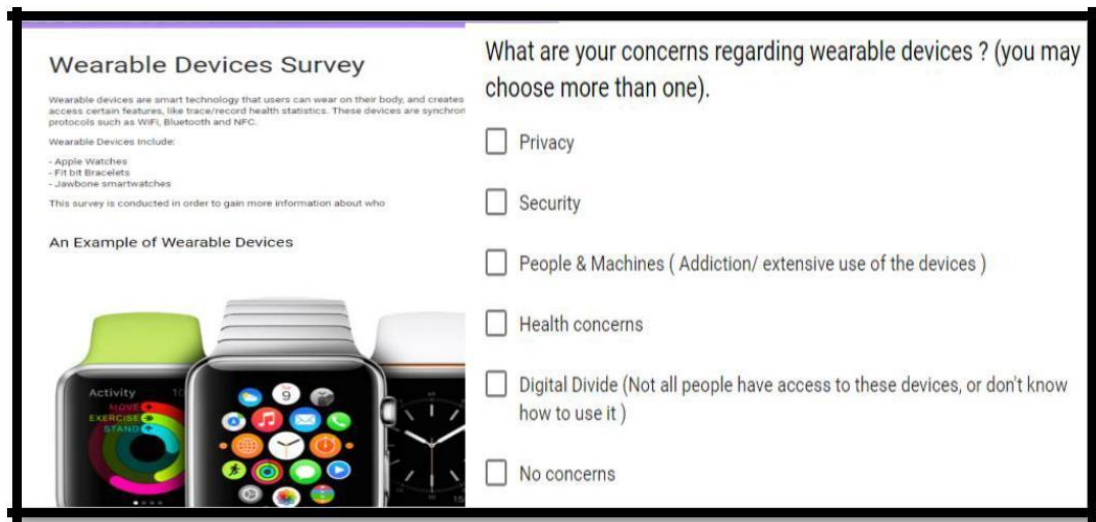 Wearable Devices Survey
Wearable devices are smart technology that users can wear on their body, and creates
access certain features, like trace/record health statistics. These devices are synchron
protocols such as WiFi, Bluetooth and NFC.
Wearable Devices Include:
- Apple Watches
- Fit bit Bracelets
- Jawbone smartwatches
This survey is conducted in order to gain more information about who
An Example of Wearable Devices
Activity 10
MOVE
EXERCISE
STAND
9
What are your concerns regarding wearable devices ? (you may
choose more than one).
Privacy
Security
People & Machines ( Addiction/ extensive use of the devices )
Health concerns
Digital Divide (Not all people have access to these devices, or don't know
how to use it )
No concerns